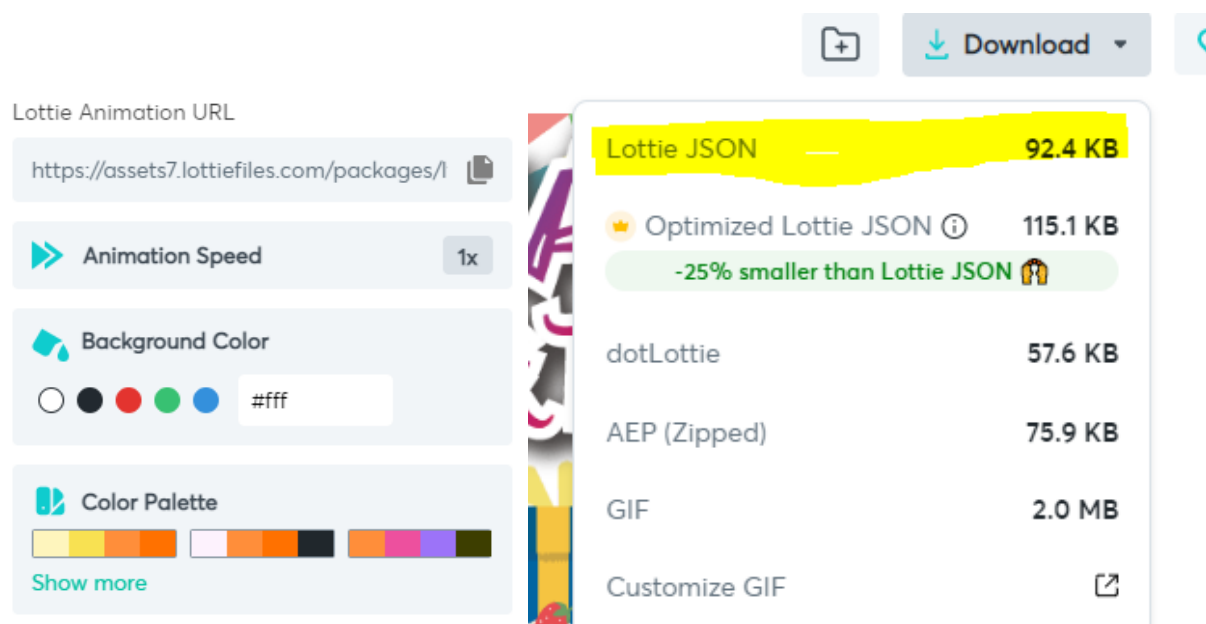 Download
Lottie Animation URL
https://assets7.lottiefiles.com/packages/l
Animation Speed
1x
Background Color
#fff
Color Palette
Show more
Lottie JSON
92.4 KB
Optimized Lottie JSON
115.1 KB
-25% smaller than Lottie JSON
dotLottie
57.6 KB
AEP (Zipped)
75.9 KB
GIF
2.0 MB
Customize GIF